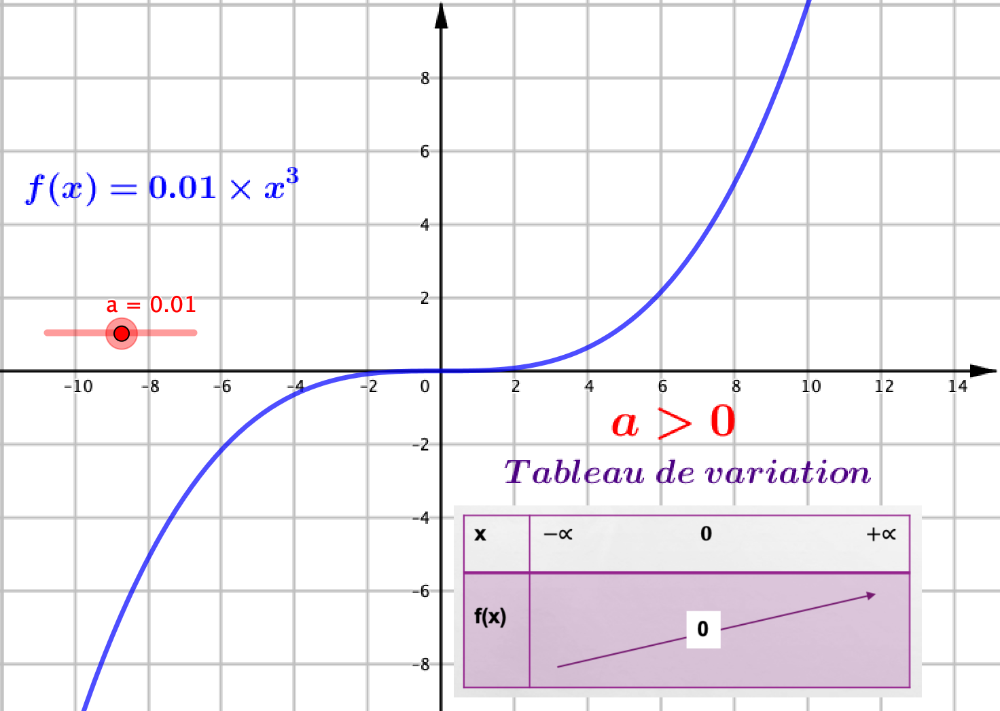 8
6
f(x) = 0.01 × x³
4
a = 0.01
2
−10 −8 −6 −4 −2 0 2 4 6 8 10 12 14
a > 0
−2
Tableau de variation
−4
x −∝ 0 +∝
−6
f(x) 0
−8